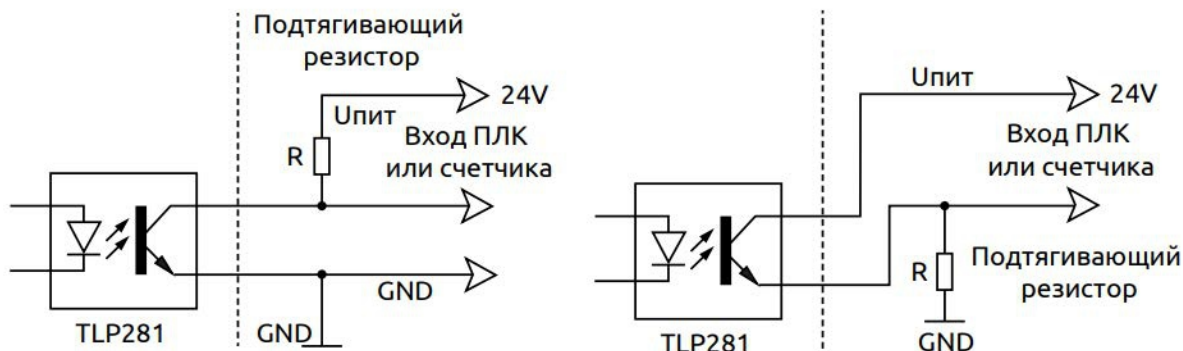 Подтягивающий
резистор
24V
Uпит
Вход ПЛК
или счетчика
R
GND
GND
TLP281
Uпит
24V
Вход ПЛК
или счетчика
R
Подтягивающий
резистор
GND
TLP281